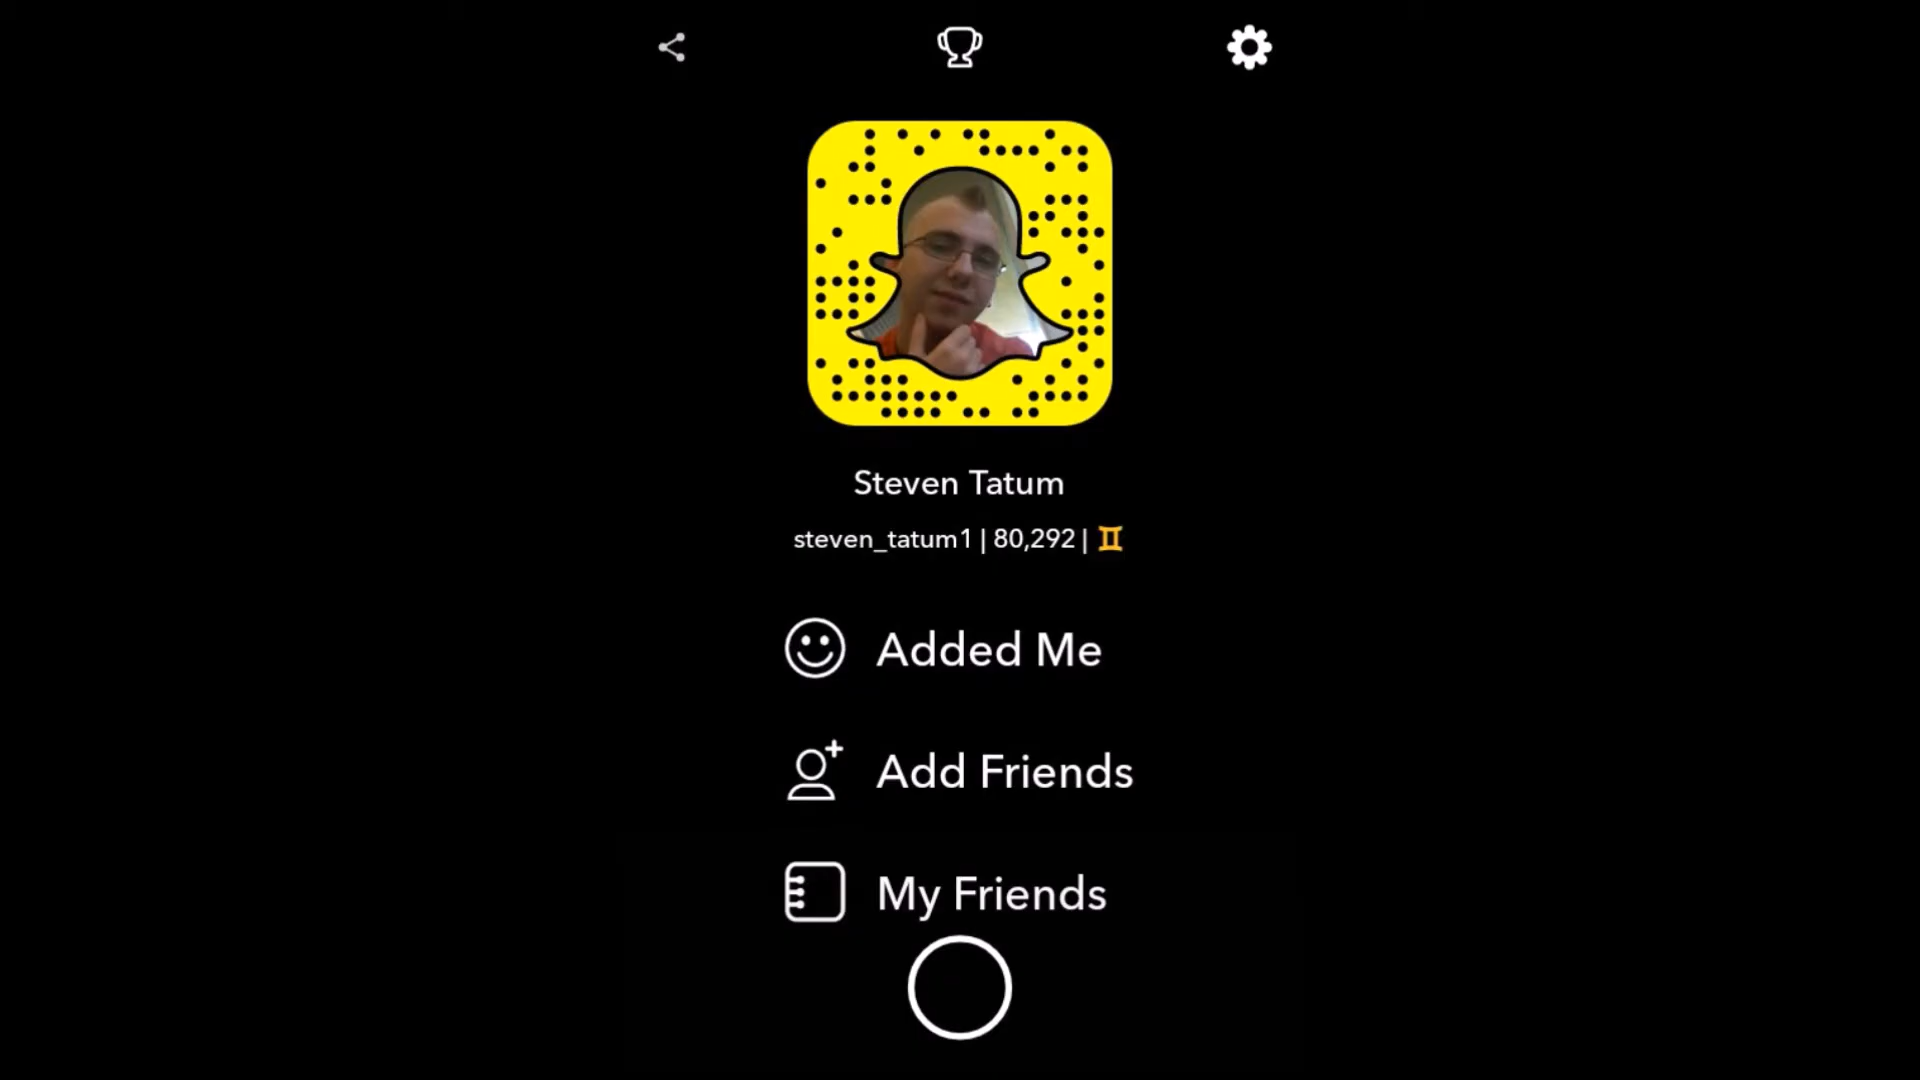 Steven Tatum
steven_tatum1 | 80,292 | ♊
Added Me
Add Friends
My Friends